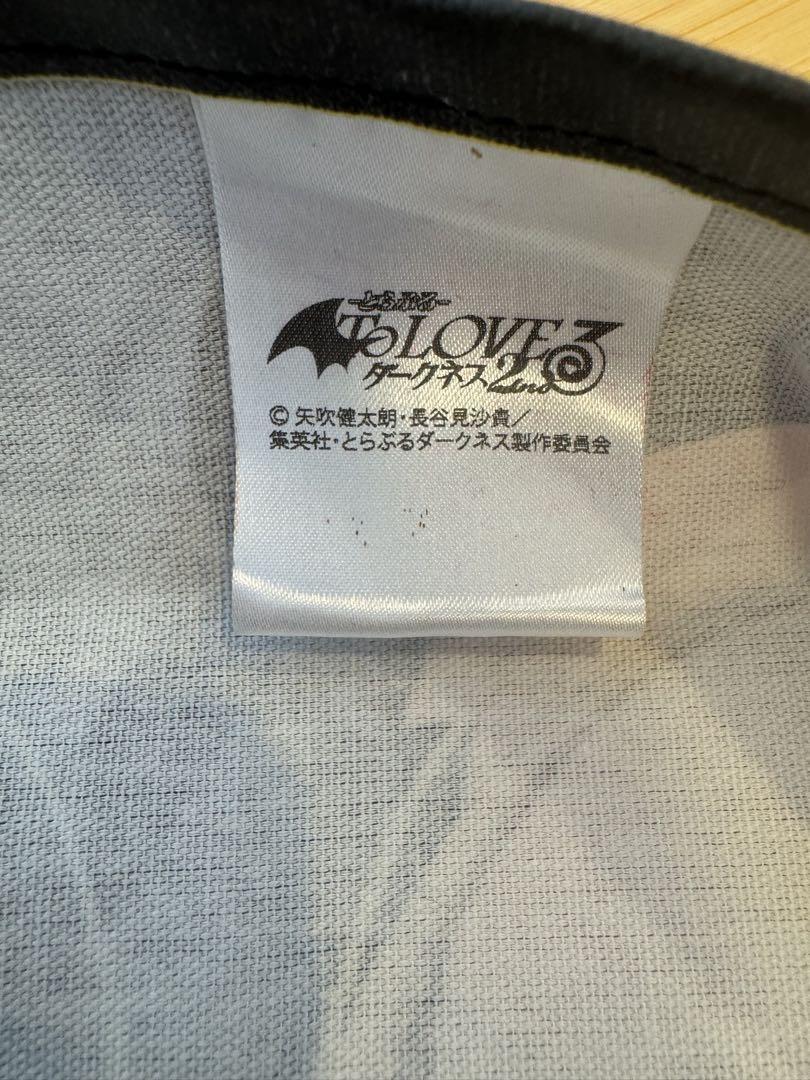 -とらぶる-
To LOVEる
ダークネス2nd
© 矢吹健太朗・長谷見沙貴／
集英社・とらぶるダークネス製作委員会